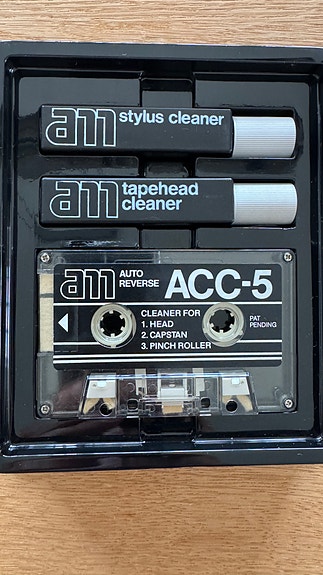 am stylus cleaner
am tapehead
cleaner
am AUTO
REVERSE ACC-5
CLEANER FOR
1. HEAD
2. CAPSTAN
3. PINCH ROLLER
PAT
PENDING